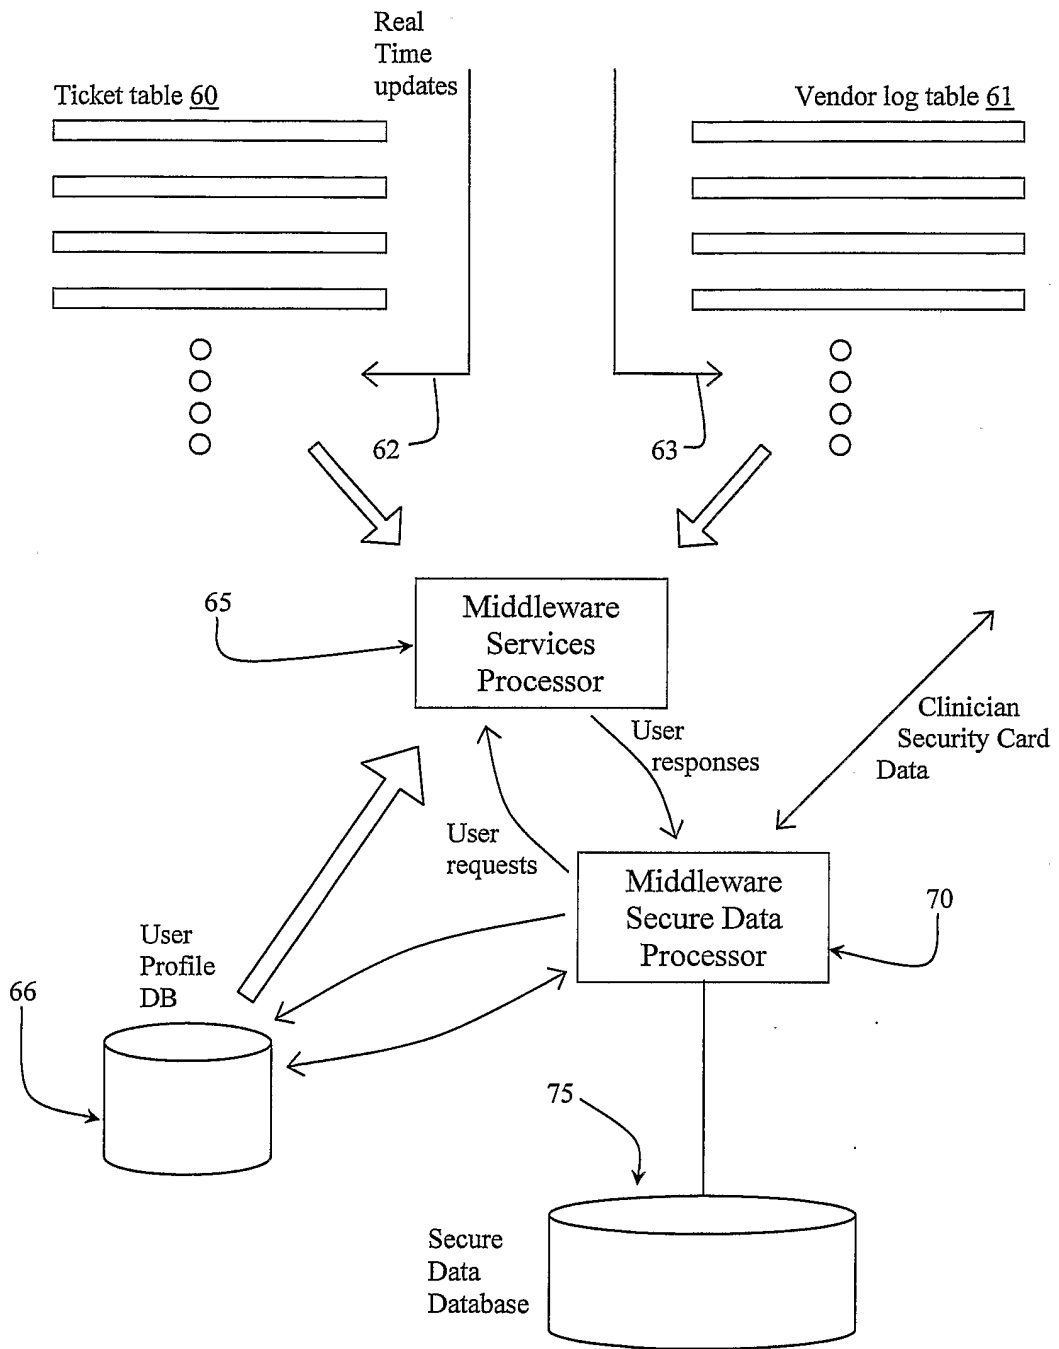 Real
Time
updates
Ticket table 60
Vendor log table 61
62
63
65
Middleware
Services
Processor
User
responses
Clinician
Security Card
Data
User
requests
Middleware
Secure Data
Processor
70
User
Profile
DB
66
75
Secure
Data
Database